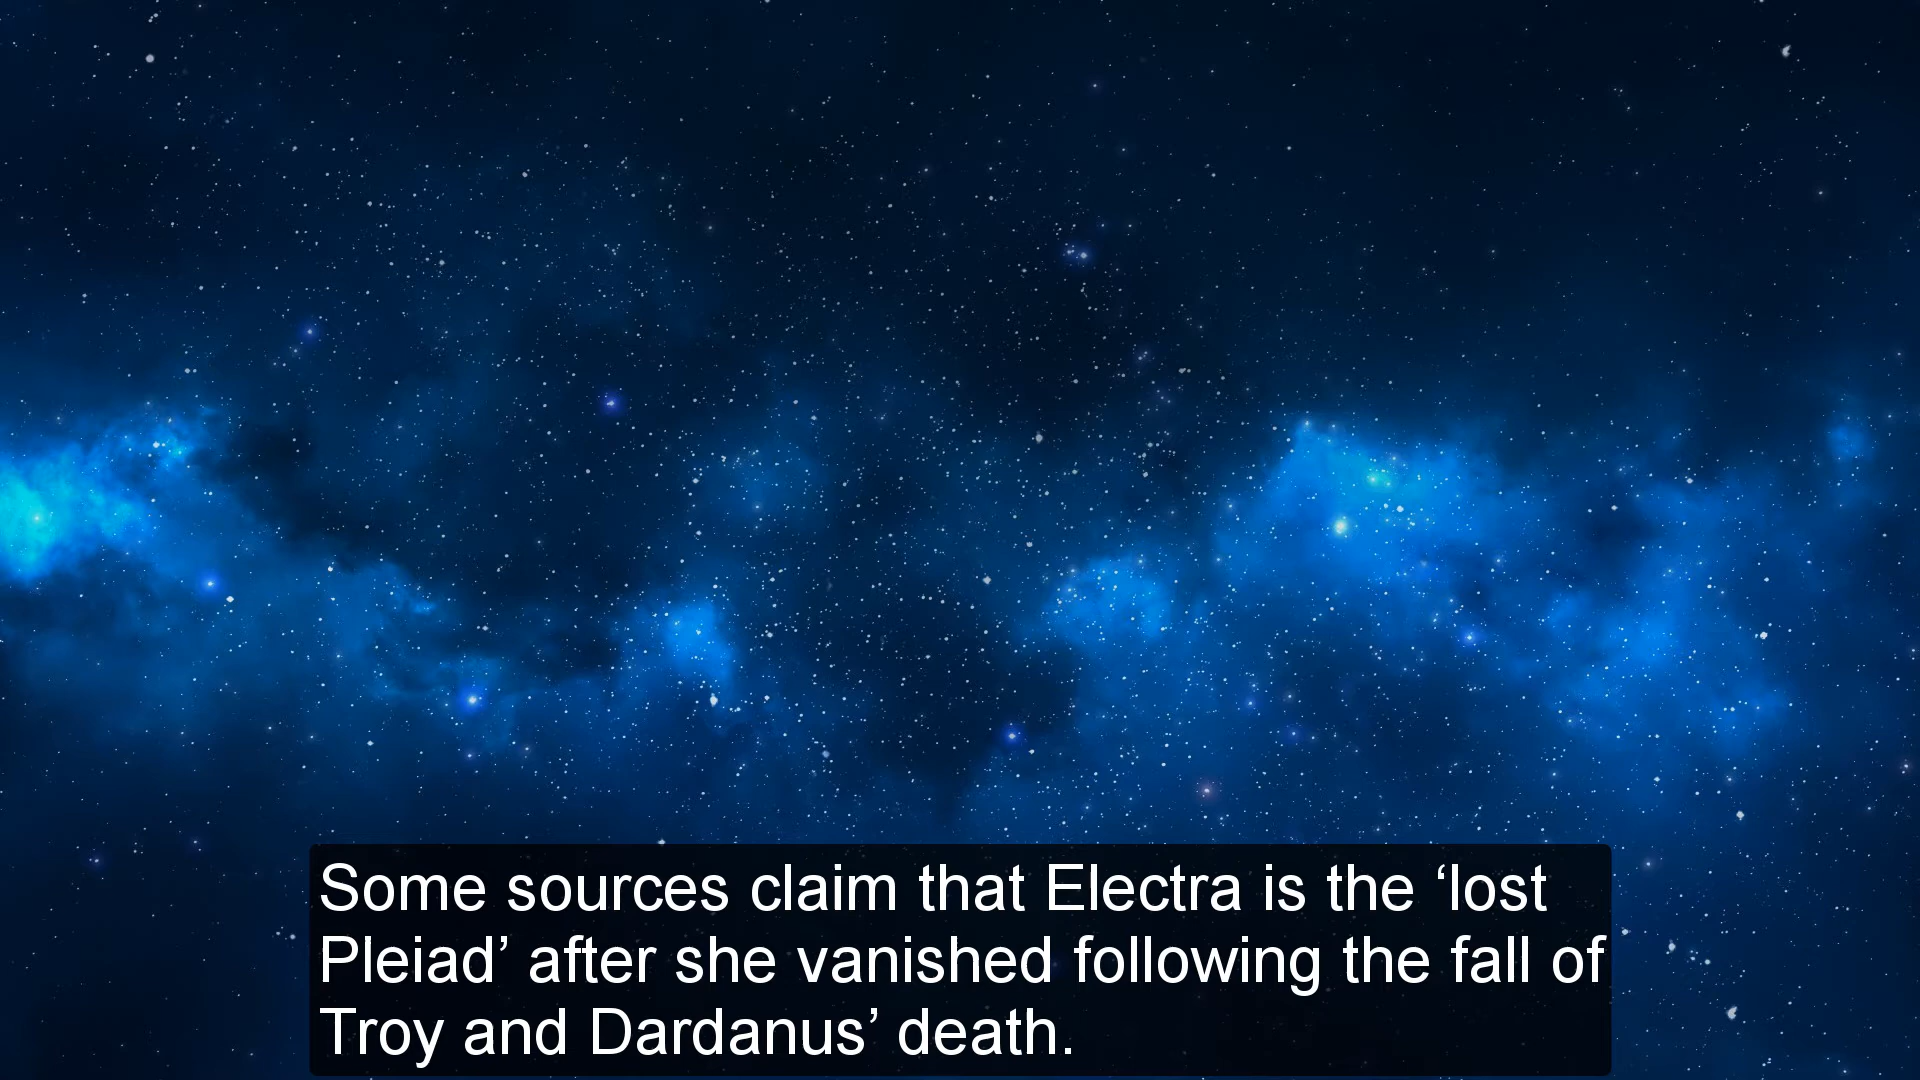 Some sources claim that Electra is the ‘lost
Pleiad’ after she vanished following the fall of
Troy and Dardanus’ death.